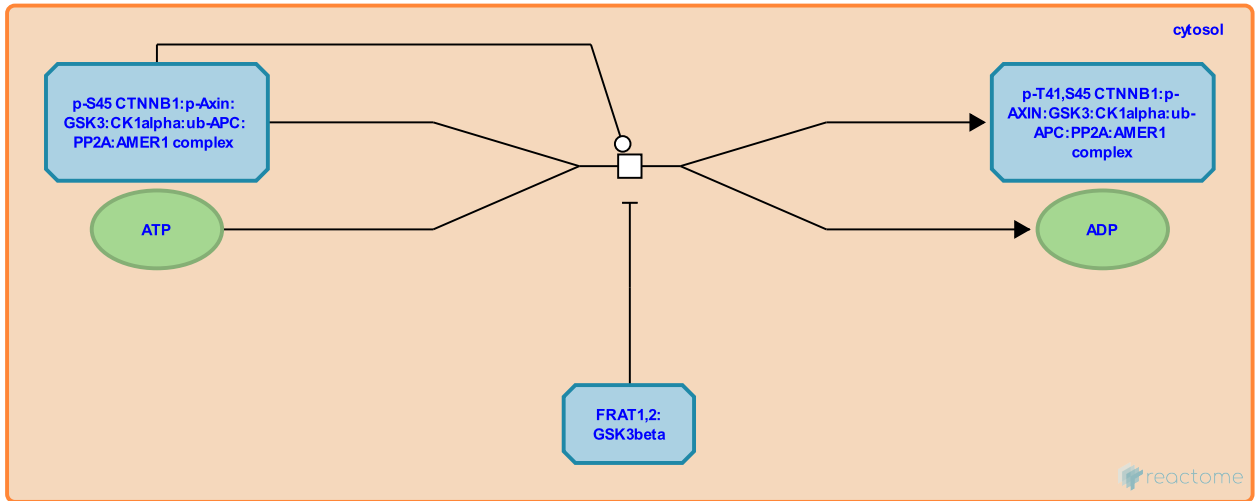 cytosol
p-S45 CTNNB1:p-Axin:
GSK3:CK1alpha:ub-APC:
PP2A:AMER1 complex
p-T41,S45 CTNNB1:p-
AXIN:GSK3:CK1alpha:ub-
APC:PP2A:AMER1
complex
ATP
ADP
FRAT1,2:
GSK3beta
reactome